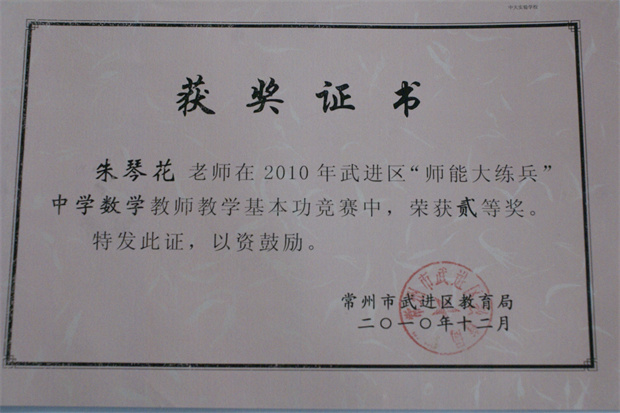 获奖证书
朱琴花 老师在 2010 年武进区“师能大练兵”
中学数学教师教学基本功竞赛中，荣获贰等奖。
特发此证，以资鼓励。
常州市武进区教育局
二〇一〇年十二月